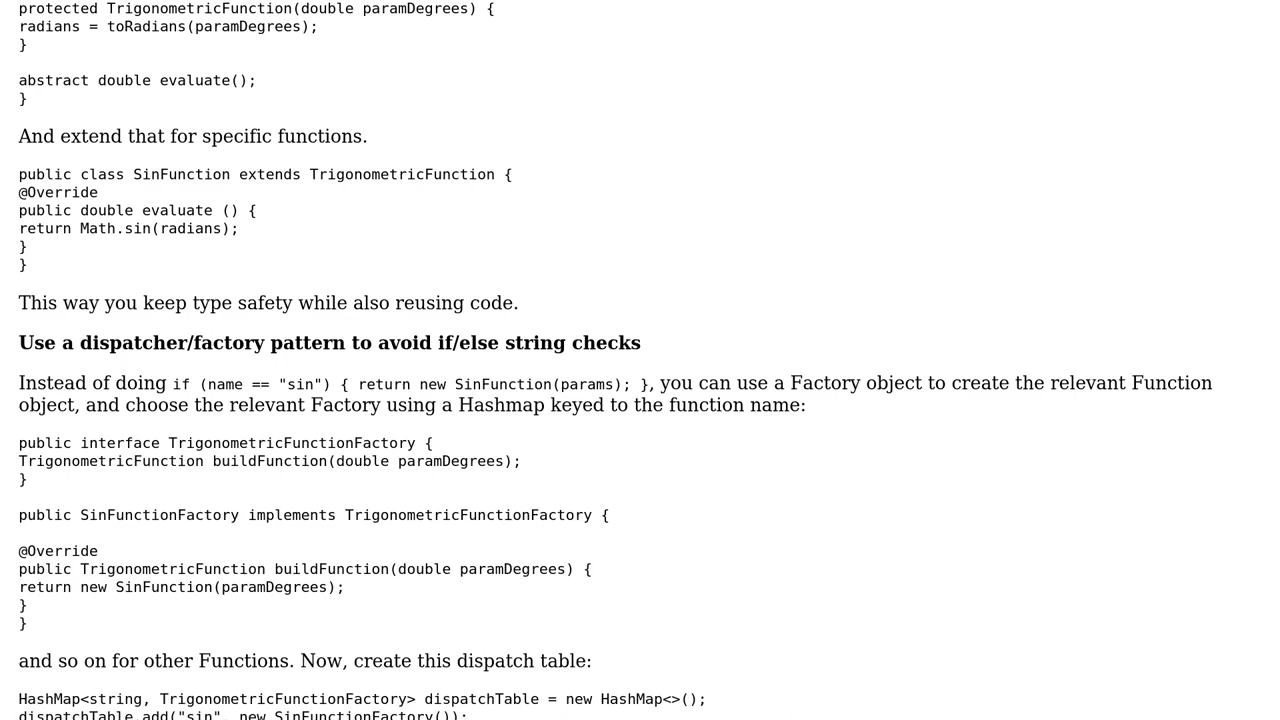 protected TrigonometricFunction(double paramDegrees) {
radians = toRadians(paramDegrees);
}
abstract double evaluate();
}
And extend that for specific functions.
public class SinFunction extends TrigonometricFunction {
@Override
public double evaluate () {
return Math.sin(radians);
}
}
This way you keep type safety while also reusing code.
Use a dispatcher/factory pattern to avoid if/else string checks
Instead of doing if (name == "sin") { return new SinFunction(params); }, you can use a Factory object to create the relevant Function
object, and choose the relevant Factory using a Hashmap keyed to the function name:
public interface TrigonometricFunctionFactory {
TrigonometricFunction buildFunction(double paramDegrees);
}
public SinFunctionFactory implements TrigonometricFunctionFactory {
@Override
public TrigonometricFunction buildFunction(double paramDegrees) {
return new SinFunction(paramDegrees);
}
}
and so on for other Functions. Now, create this dispatch table:
HashMap<string, TrigonometricFunctionFactory> dispatchTable = new HashMap<>();
dispatchTable.add("sin", new SinFunctionFactory());